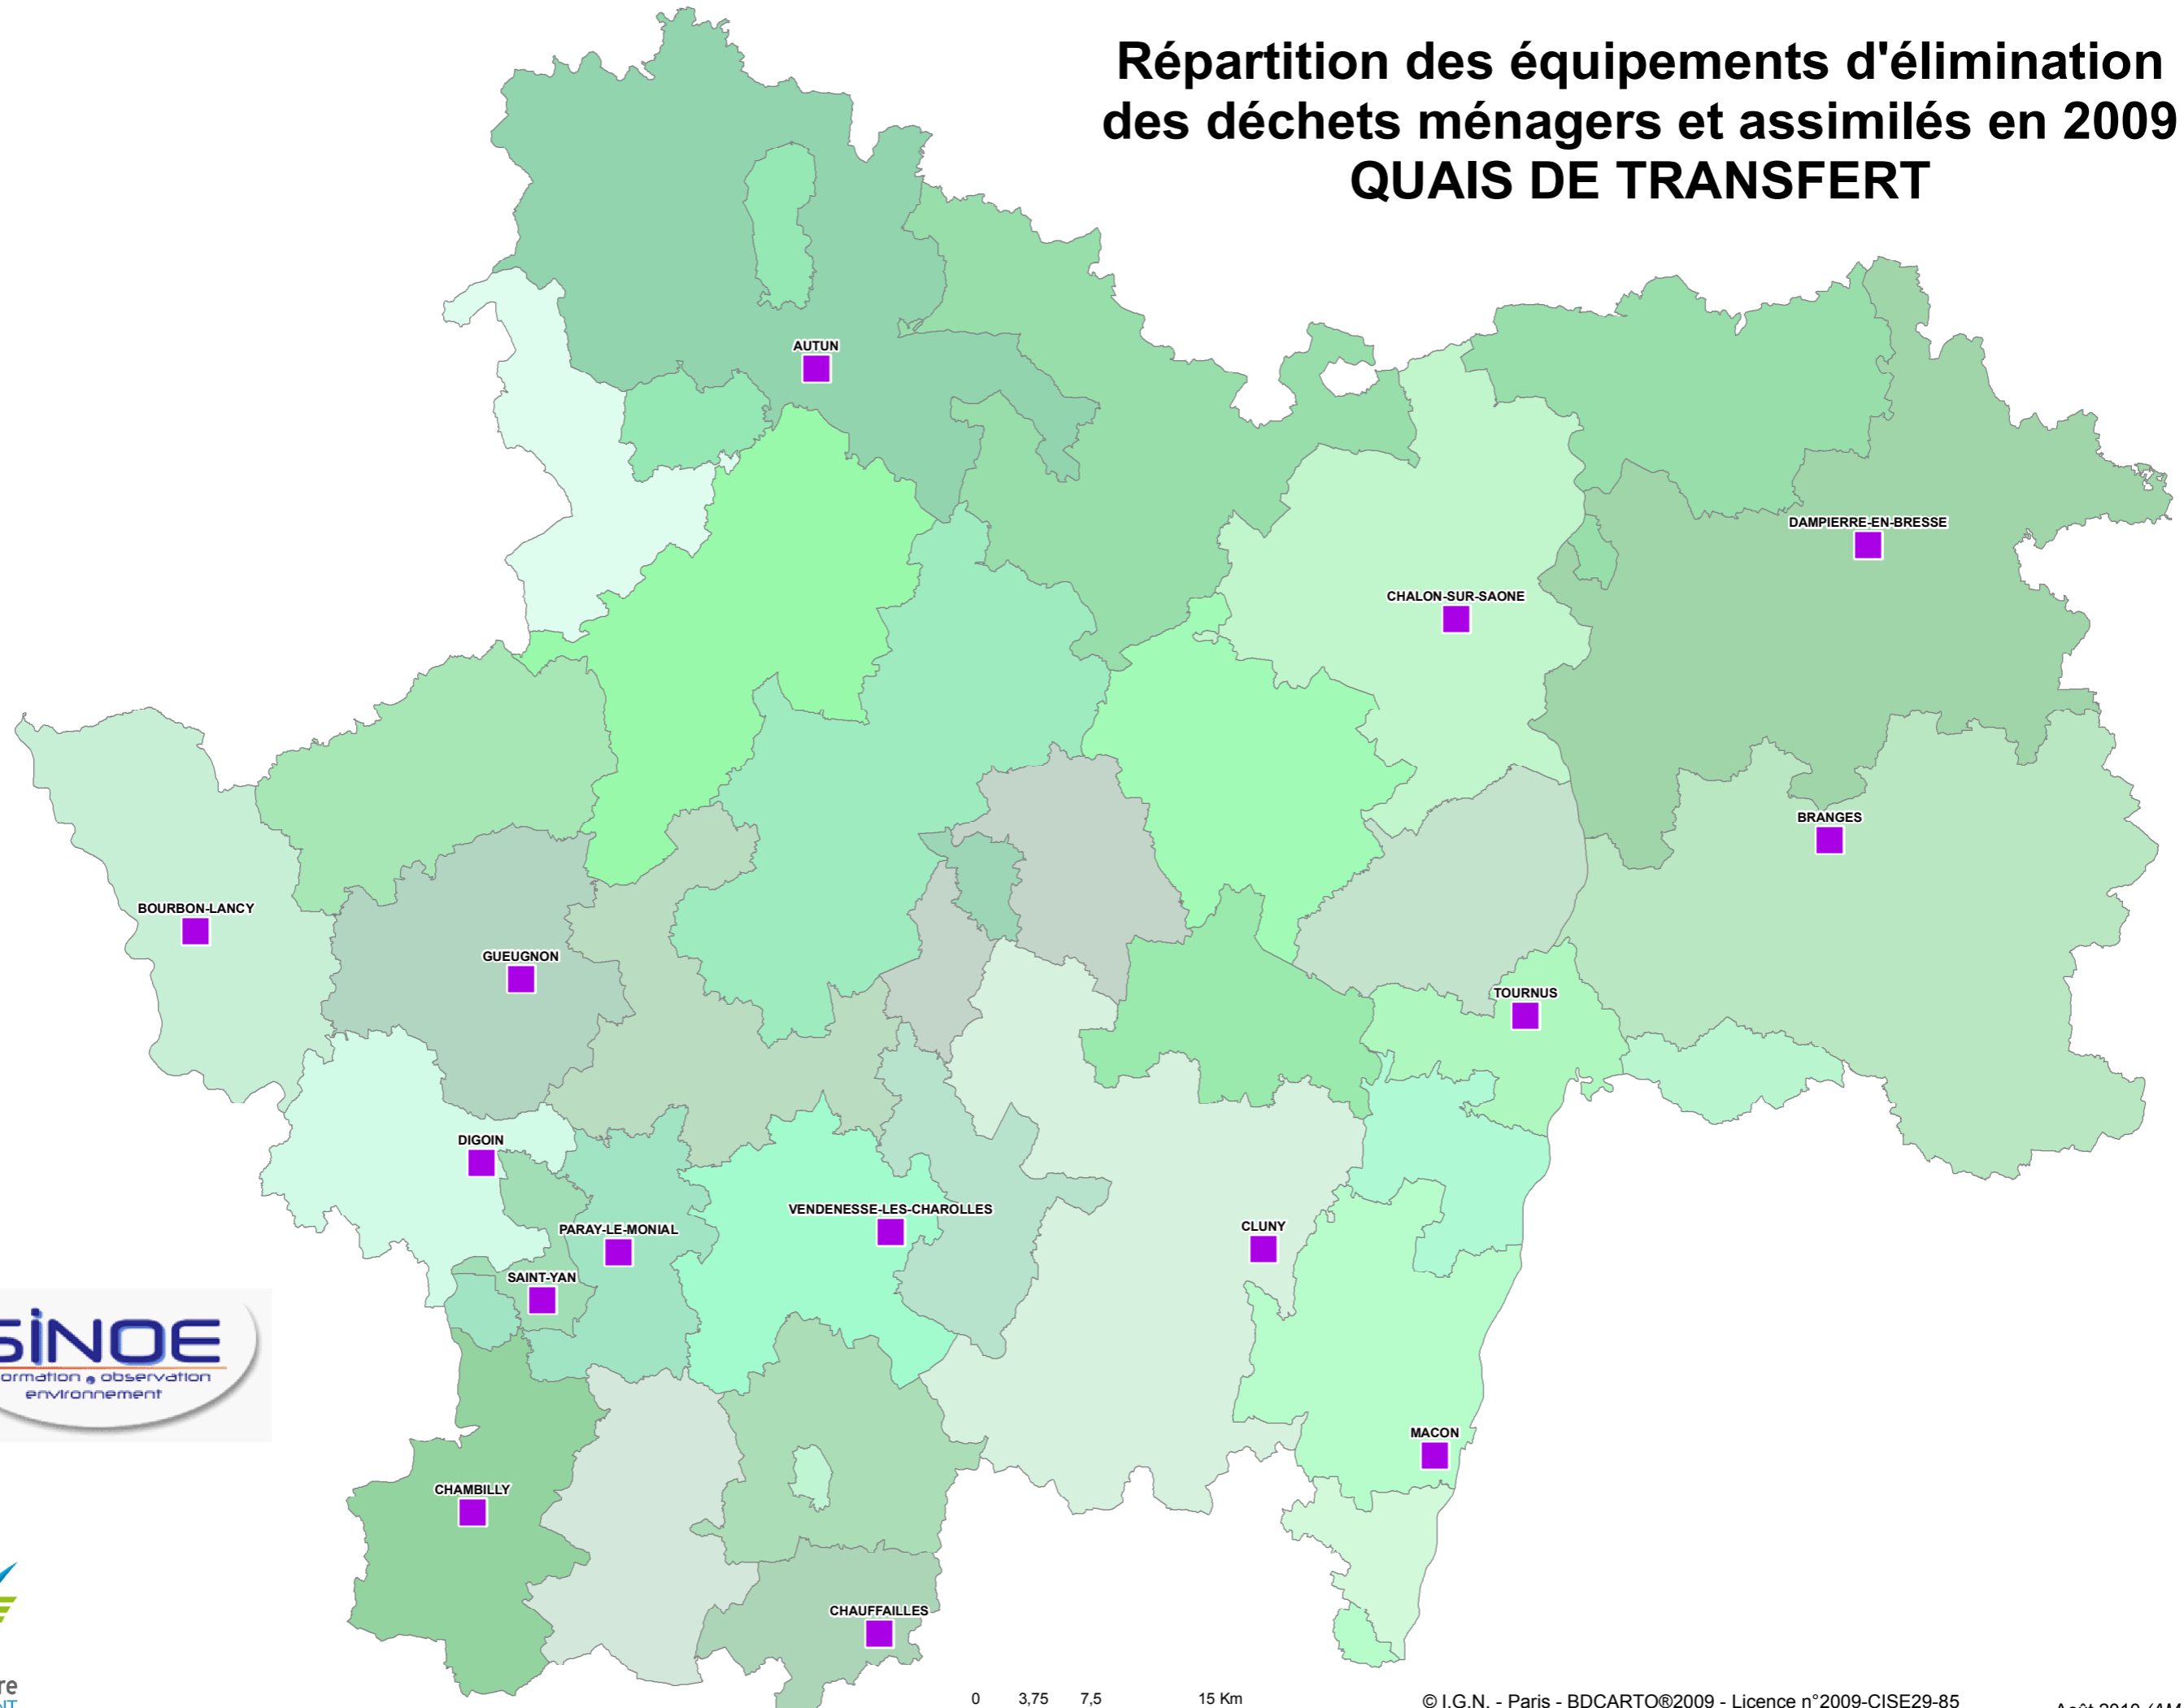 Répartition des équipements d'élimination
des déchets ménagers et assimilés en 2009
QUAIS DE TRANSFERT
AUTUN
DAMPIERRE-EN-BRESSE
CHALON-SUR-SAONE
BRANGES
BOURBON-LANCY
GUEUGNON
TOURNUS
DIGOIN
VENDENESSE-LES-CHAROLLES
PARAY-LE-MONIAL
CLUNY
SAINT-YAN
SINOE
observation
environnement
MACON
CHAMBILLY
CHAUFFAILLES
0 3,75 7,5 15 Km
© I.G.N. - Paris - BDCARTO®2009 - Licence n°2009-CISE29-85
Août 2010